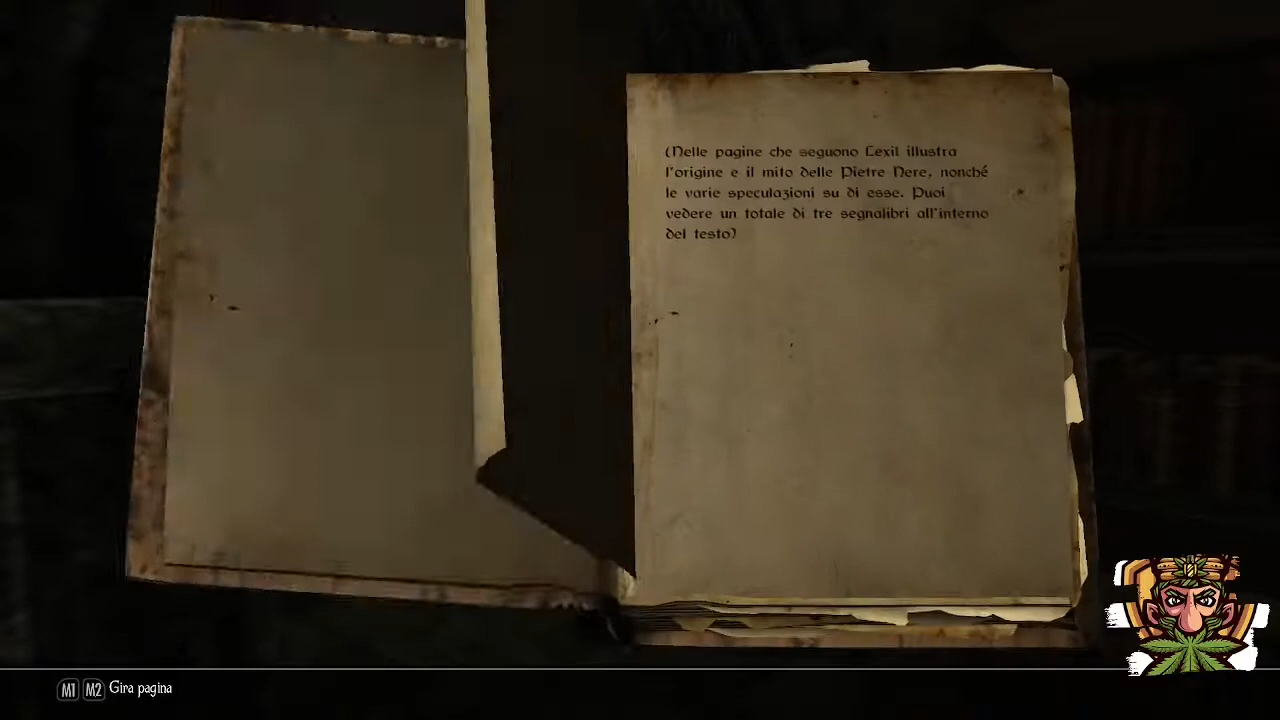 (Nelle pagine che seguono Lexil illustra
l'origine e il mito delle Pietre Nere, nonché
le varie speculazioni su di esse. Puoi
vedere un totale di tre segnalibri all'interno
del testo)
M1 M2 Gira pagina